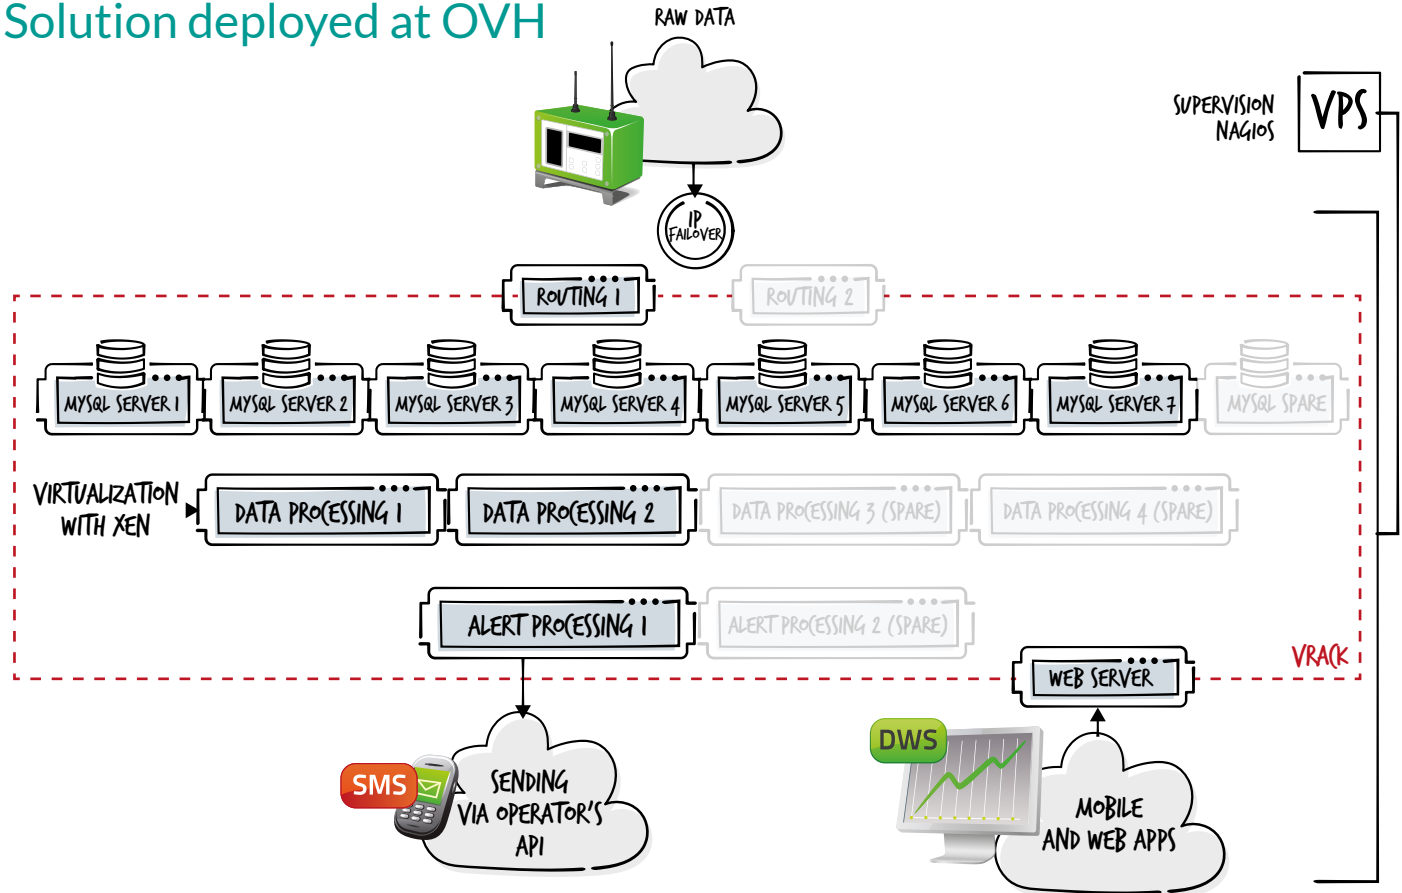 Solution deployed at OVH
RAW DATA
SUPERVISION
NAGIOS
VPS
IP
FAILOVER
ROUTING 1
ROUTING 2
MYSQL SERVER 1
MYSQL SERVER 2
MYSQL SERVER 3
MYSQL SERVER 4
MYSQL SERVER 5
MYSQL SERVER 6
MYSQL SERVER 7
MYSQL SPARE
VIRTUALIZATION
WITH XEN
DATA PROCESSING 1
DATA PROCESSING 2
DATA PROCESSING 3 (SPARE)
DATA PROCESSING 4 (SPARE)
ALERT PROCESSING 1
ALERT PROCESSING 2 (SPARE)
VRACK
WEB SERVER
SMS
SENDING
VIA OPERATOR'S
API
DWS
MOBILE
AND WEB APPS